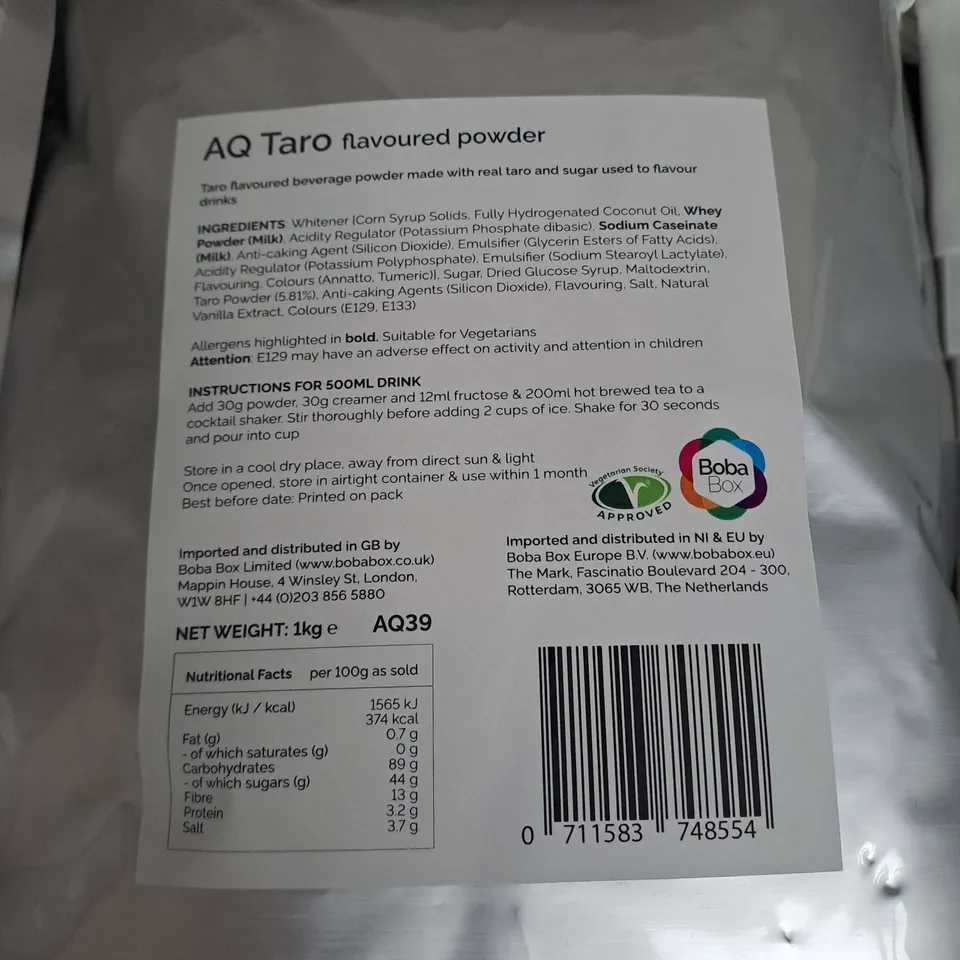 AQ Taro flavoured powder
Taro flavoured beverage powder made with real taro and sugar used to flavour
drinks
INGREDIENTS: Whitener [Corn Syrup Solids, Fully Hydrogenated Coconut Oil, Whey
Powder (Milk), Acidity Regulator (Potassium Phosphate dibasic), Sodium Caseinate
(Milk), Anti-caking Agent (Silicon Dioxide), Emulsifier (Glycerin Esters of Fatty Acids),
Acidity Regulator (Potassium Polyphosphate), Emulsifier (Sodium Stearoyl Lactylate),
Flavouring, Colours (Annatto, Tumeric)], Sugar, Dried Glucose Syrup, Maltodextrin,
Taro Powder (5.81%), Anti-caking Agents (Silicon Dioxide), Flavouring, Salt, Natural
Vanilla Extract, Colours (E129, E133)
Allergens highlighted in bold. Suitable for Vegetarians
Attention: E129 may have an adverse effect on activity and attention in children
INSTRUCTIONS FOR 500ML DRINK
Add 30g powder, 30g creamer and 12ml fructose & 200ml hot brewed tea to a
cocktail shaker. Stir thoroughly before adding 2 cups of ice. Shake for 30 seconds
and pour into cup
Store in a cool dry place, away from direct sun & light
Once opened, store in airtight container & use within 1 month
Best before date: Printed on pack
Vegetarian Society
APPROVED
Boba
Box
Imported and distributed in GB by
Boba Box Limited (www.bobabox.co.uk)
Mappin House, 4 Winsley St, London,
W1W 8HF | +44 (0)203 856 5880
Imported and distributed in NI & EU by
Boba Box Europe B.V. (www.bobabox.eu)
The Mark, Fascinatio Boulevard 204 - 300,
Rotterdam, 3065 WB, The Netherlands
NET WEIGHT: 1kg e AQ39
Nutritional Facts per 100g as sold
Energy (kJ / kcal) 1565 kJ
374 kcal
Fat (g) 0.7 g
- of which saturates (g) 0 g
Carbohydrates 89 g
- of which sugars (g) 44 g
Fibre 13 g
Protein 3.2 g
Salt 3.7 g
0 711583 748554